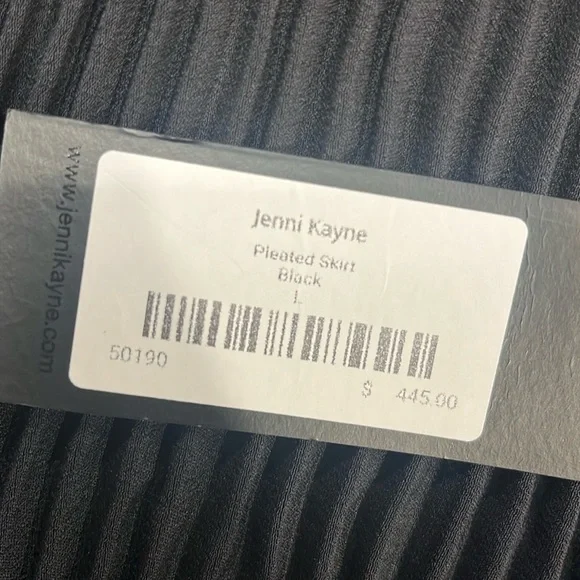 www.jennikayne.com
Jenni Kayne
Pleated Skirt
Black
L
50190
$ 445.00